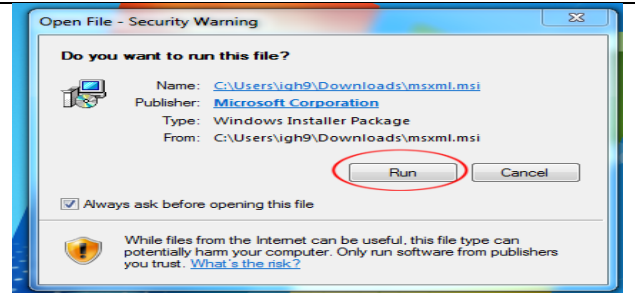 Open File - Security Warning
Do you want to run this file?
Name: C:\Users\igh9\Downloads\msxml.msi
Publisher: Microsoft Corporation
Type: Windows Installer Package
From: C:\Users\igh9\Downloads\msxml.msi
Run Cancel
Always ask before opening this file
While files from the Internet can be useful, this file type can
potentially harm your computer. Only run software from publishers
you trust. What's the risk?